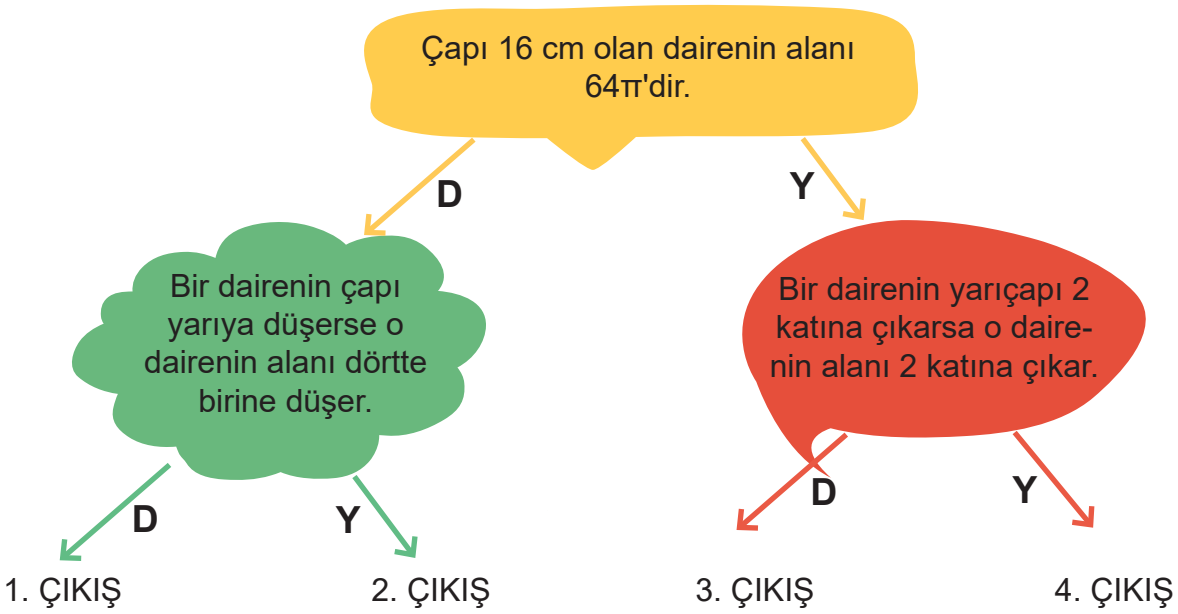 Çapı 16 cm olan dairenin alanı
64π'dir.
D
Y
Bir dairenin çapı
yarıya düşerse o
dairenin alanı dörtte
birine düşer.
Bir dairenin yarıçapı 2
katına çıkarsa o daire-
nin alanı 2 katına çıkar.
D
Y
D
Y
1. ÇIKIŞ
2. ÇIKIŞ
3. ÇIKIŞ
4. ÇIKIŞ